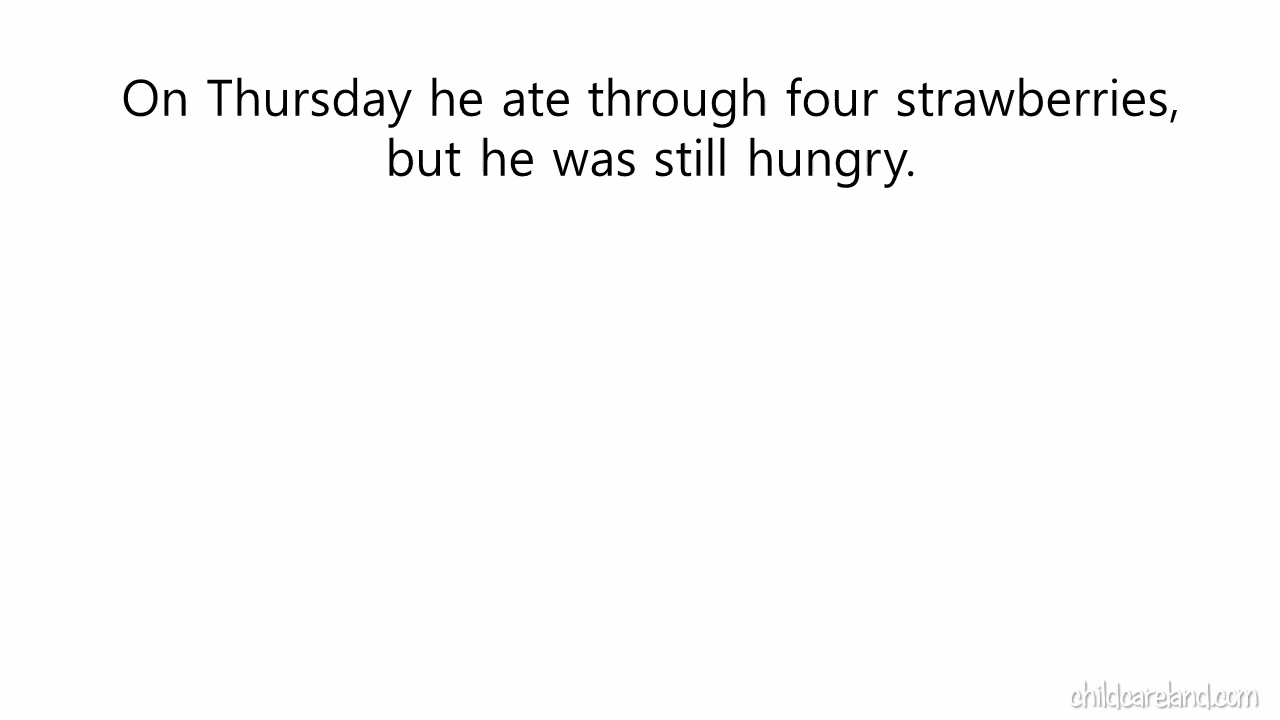 On Thursday he ate through four strawberries,
but he was still hungry.
childcareland.com